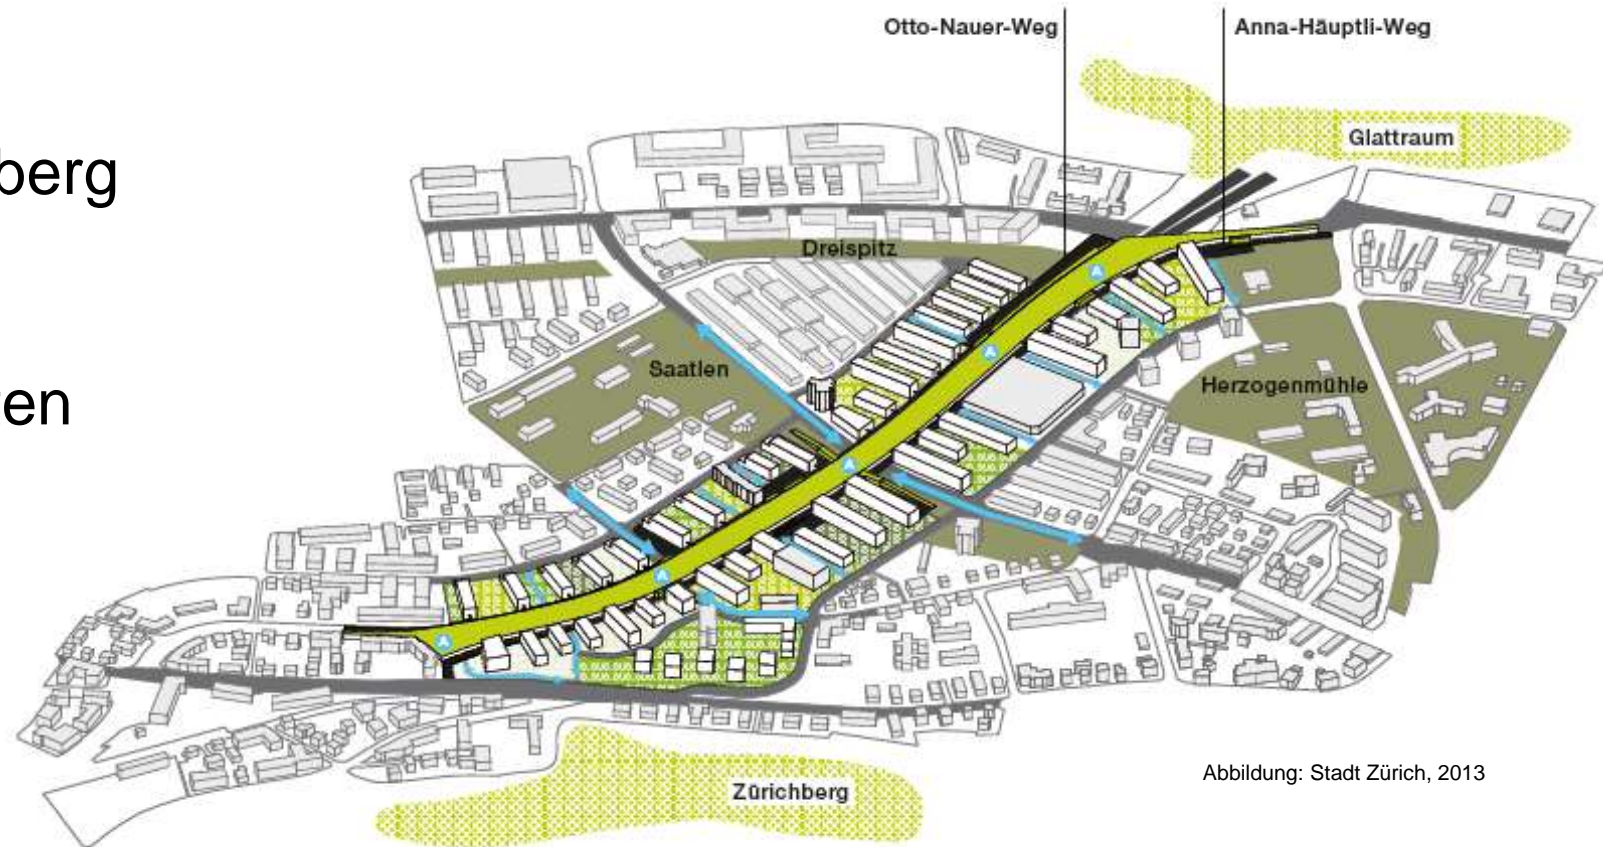 Otto-Nauer-Weg
Anna-Häuptli-Weg
Glattraum
berg
Dreispitz
Saatlen
Herzogenmühle
en
A
A
A
A
A
Zürichberg
Abbildung: Stadt Zürich, 2013